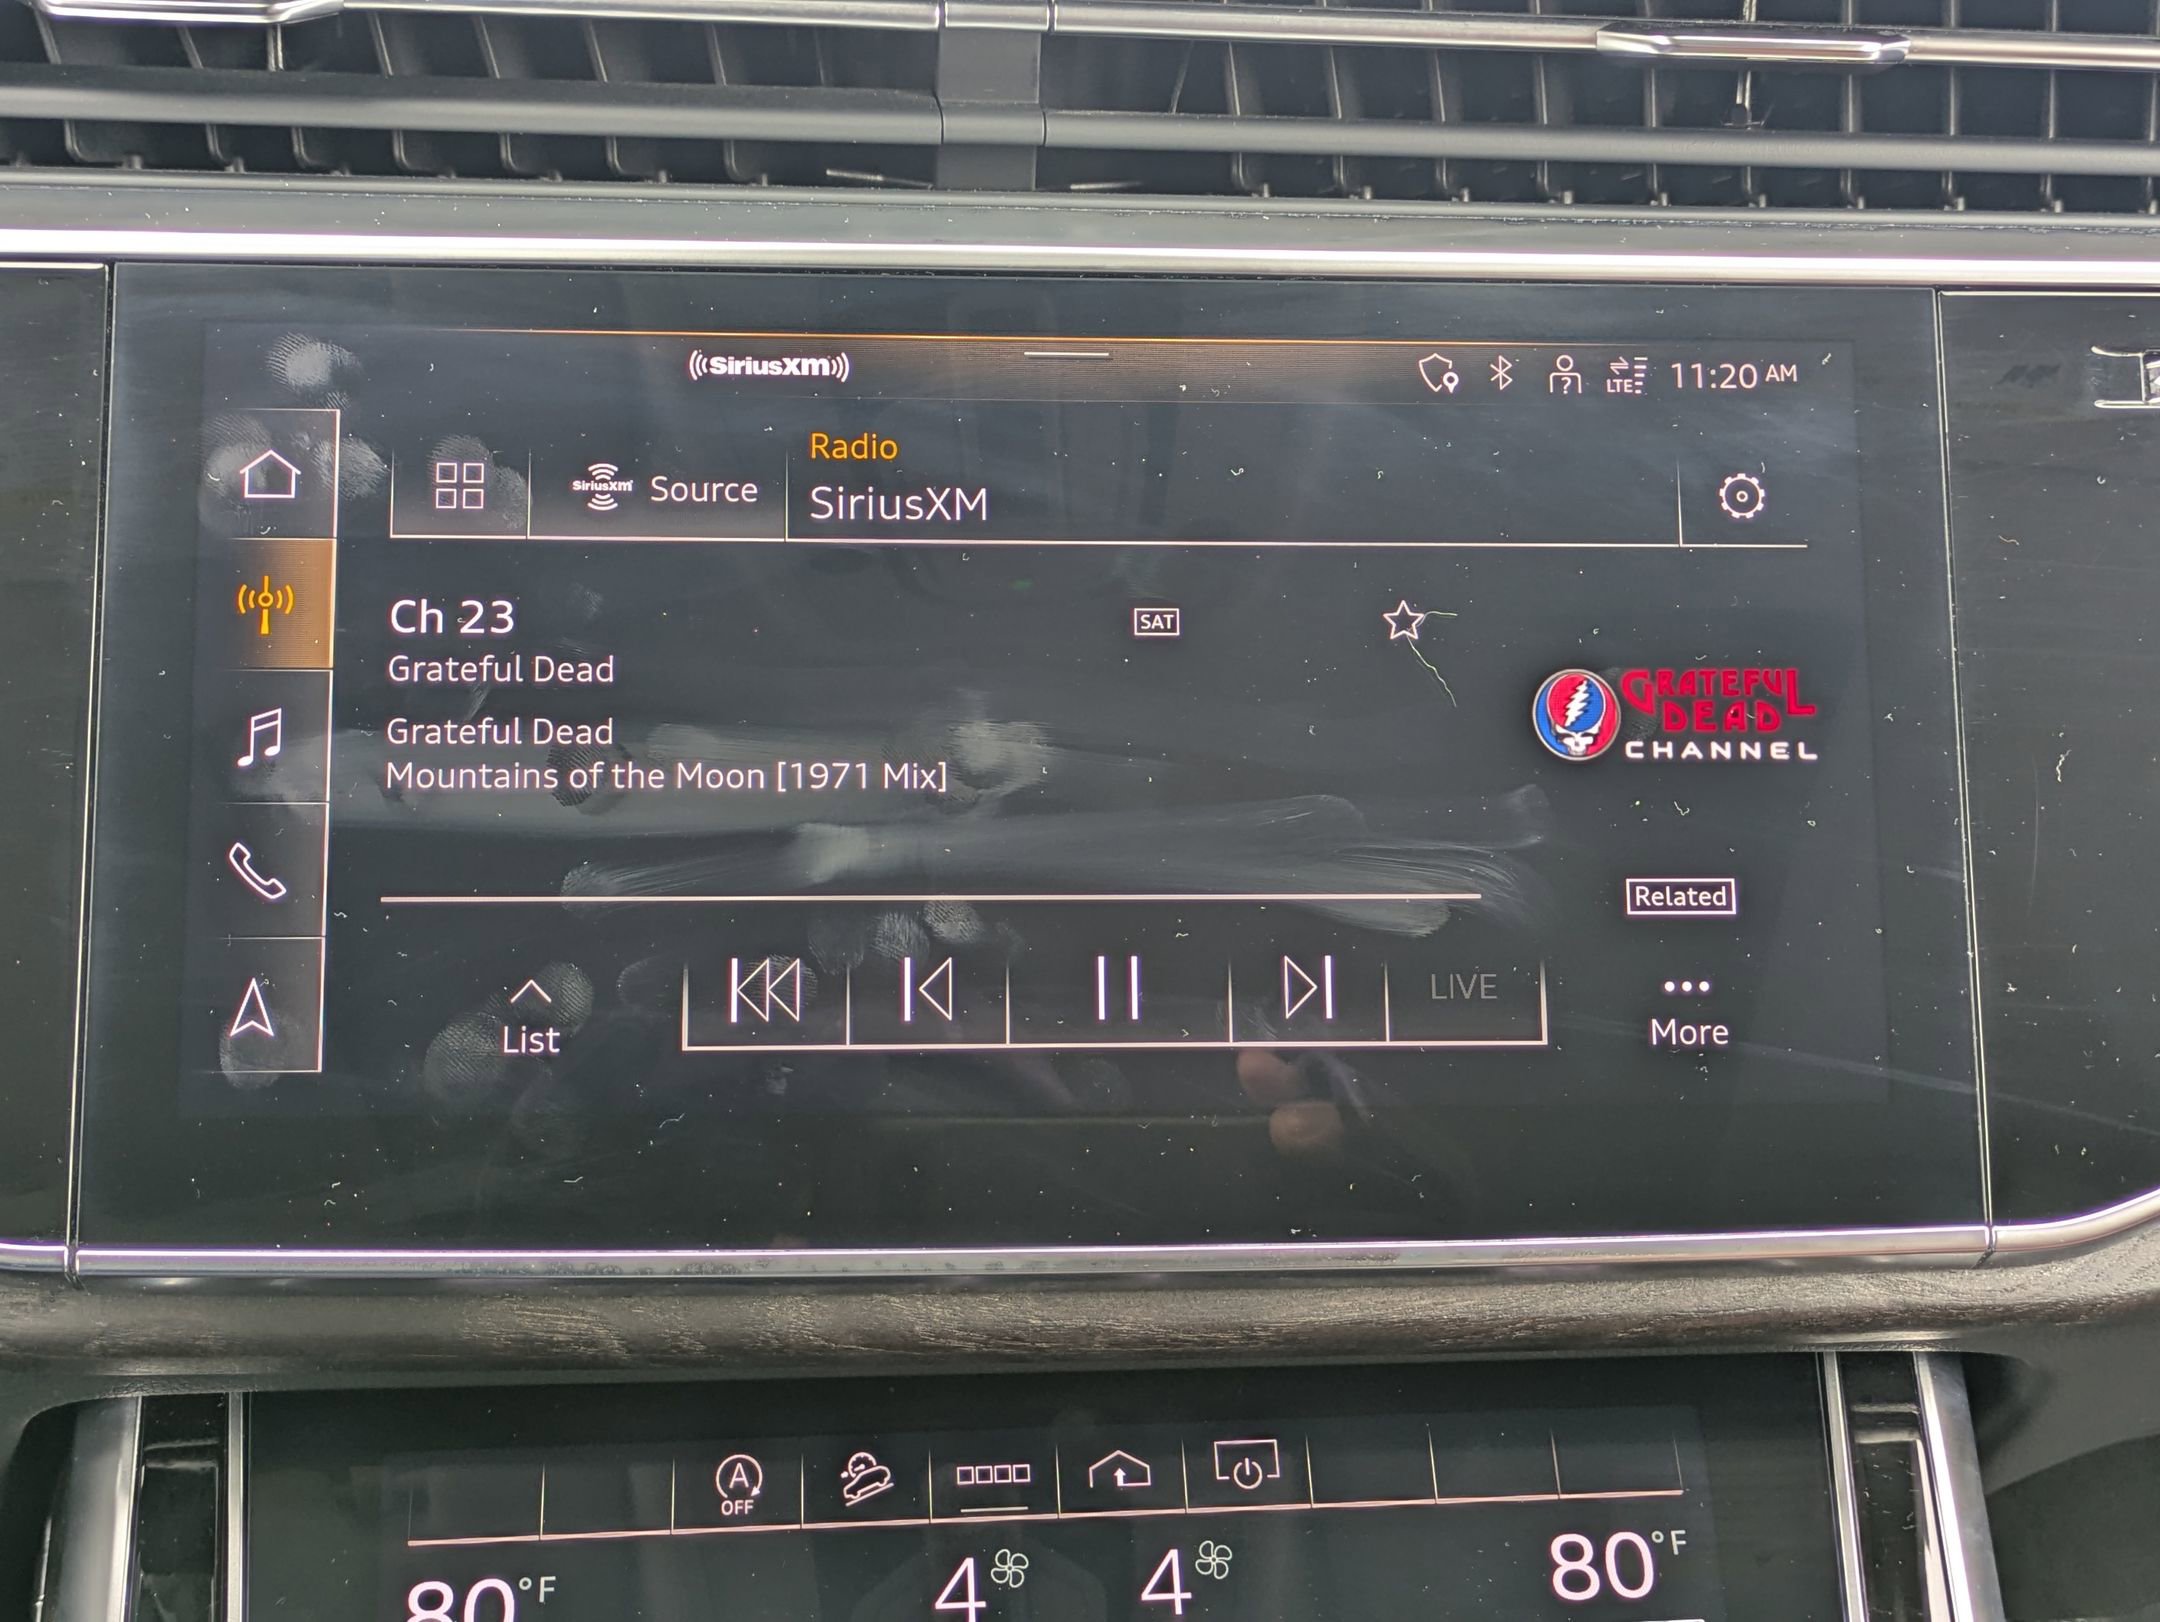 ((SiriusXM))
LTE 11:20 AM
SiriusXM Source
Radio
SiriusXM
Ch 23
SAT
Grateful Dead
Grateful Dead
Mountains of the Moon [1971 Mix]
GRATEFUL
DEAD
CHANNEL
Related
LIVE
List
More
A
OFF
80°F
4
4
80°F